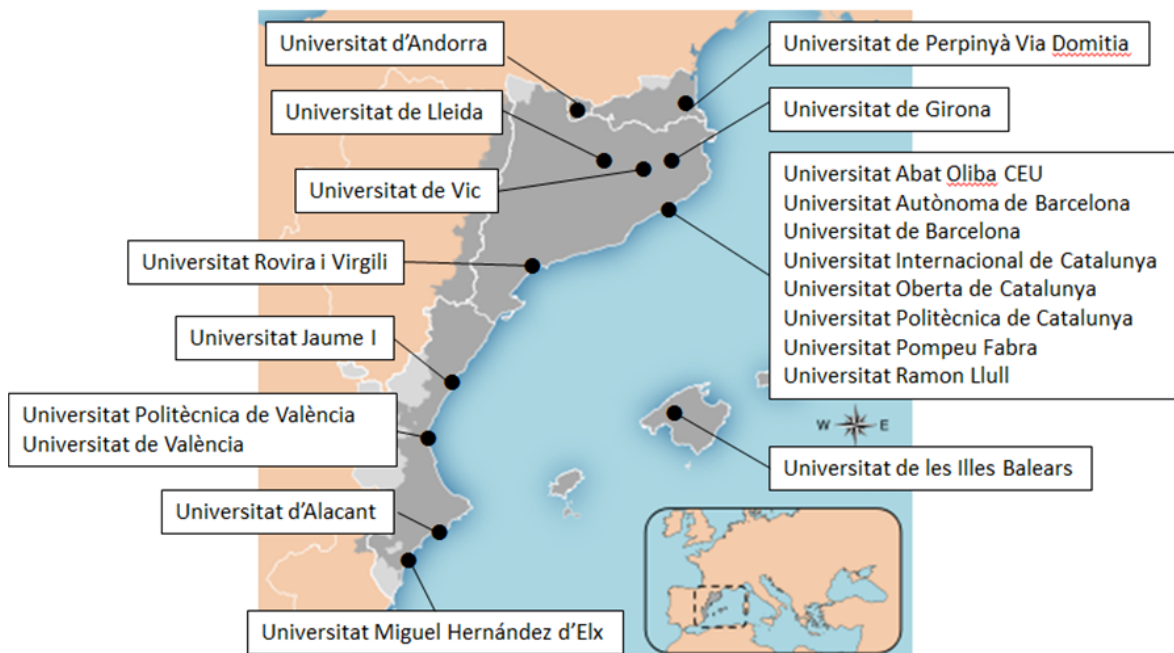 Universitat d'Andorra
Universitat de Perpinyà Via Domitia
Universitat de Lleida
Universitat de Girona
Universitat de Vic
Universitat Abat Oliba CEU
Universitat Autònoma de Barcelona
Universitat de Barcelona
Universitat Internacional de Catalunya
Universitat Oberta de Catalunya
Universitat Politècnica de Catalunya
Universitat Pompeu Fabra
Universitat Ramon Llull
Universitat Rovira i Virgili
Universitat Jaume I
Universitat Politècnica de València
Universitat de València
W E
Universitat de les Illes Balears
Universitat d'Alacant
Universitat Miguel Hernández d'Elx